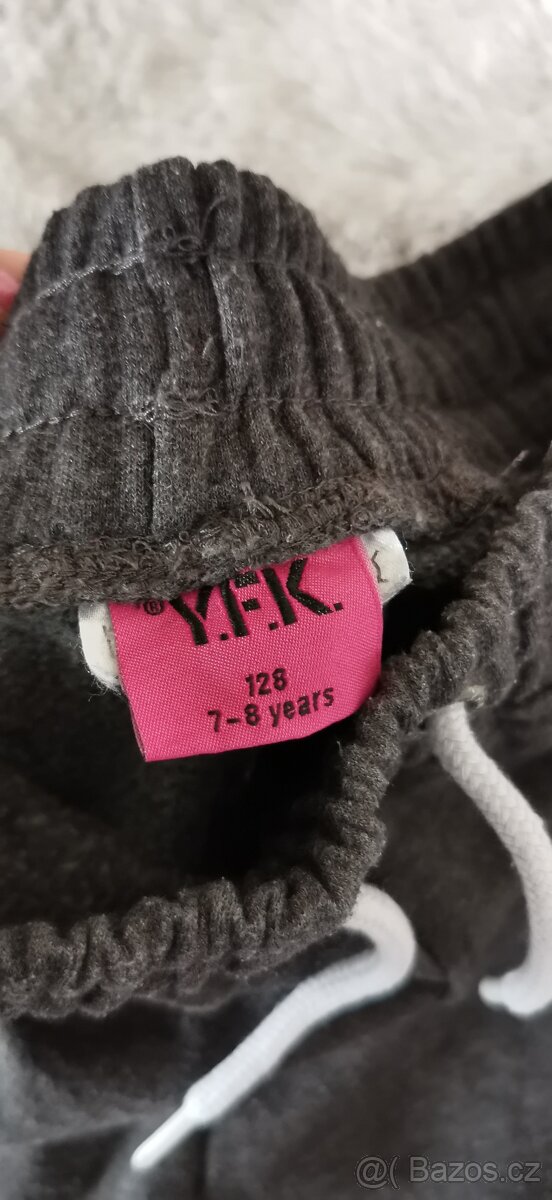 ® Y.F.K.
128
7-8 years
@( Bazos.cz